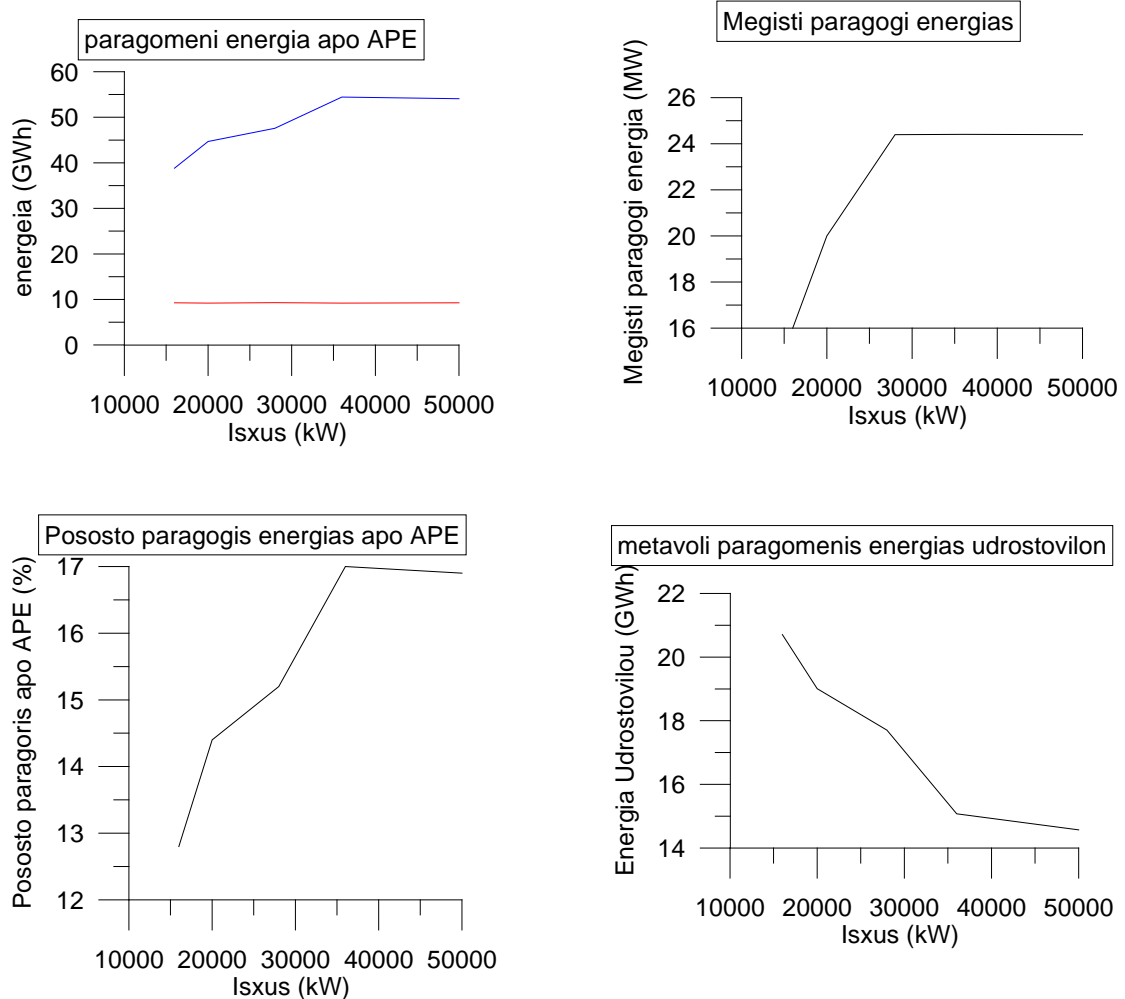 paragomeni energia apo APE
energeia (GWh)
60
50
40
30
20
10
0
10000 20000 30000 40000 50000
Isxus (kW)
Megisti paragogi energias
Megisti paragogi energia (MW)
26
24
22
20
18
16
10000 20000 30000 40000 50000
Isxus (kW)
Pososto paragogis energias apo APE
Pososto paragoris apo APE (%)
17
16
15
14
13
12
10000 20000 30000 40000 50000
Isxus (kW)
metavoli paragomenis energias udrostovilon
Energia Udrostovilou (GWh)
22
20
18
16
14
10000 20000 30000 40000 50000
Isxus (kW)